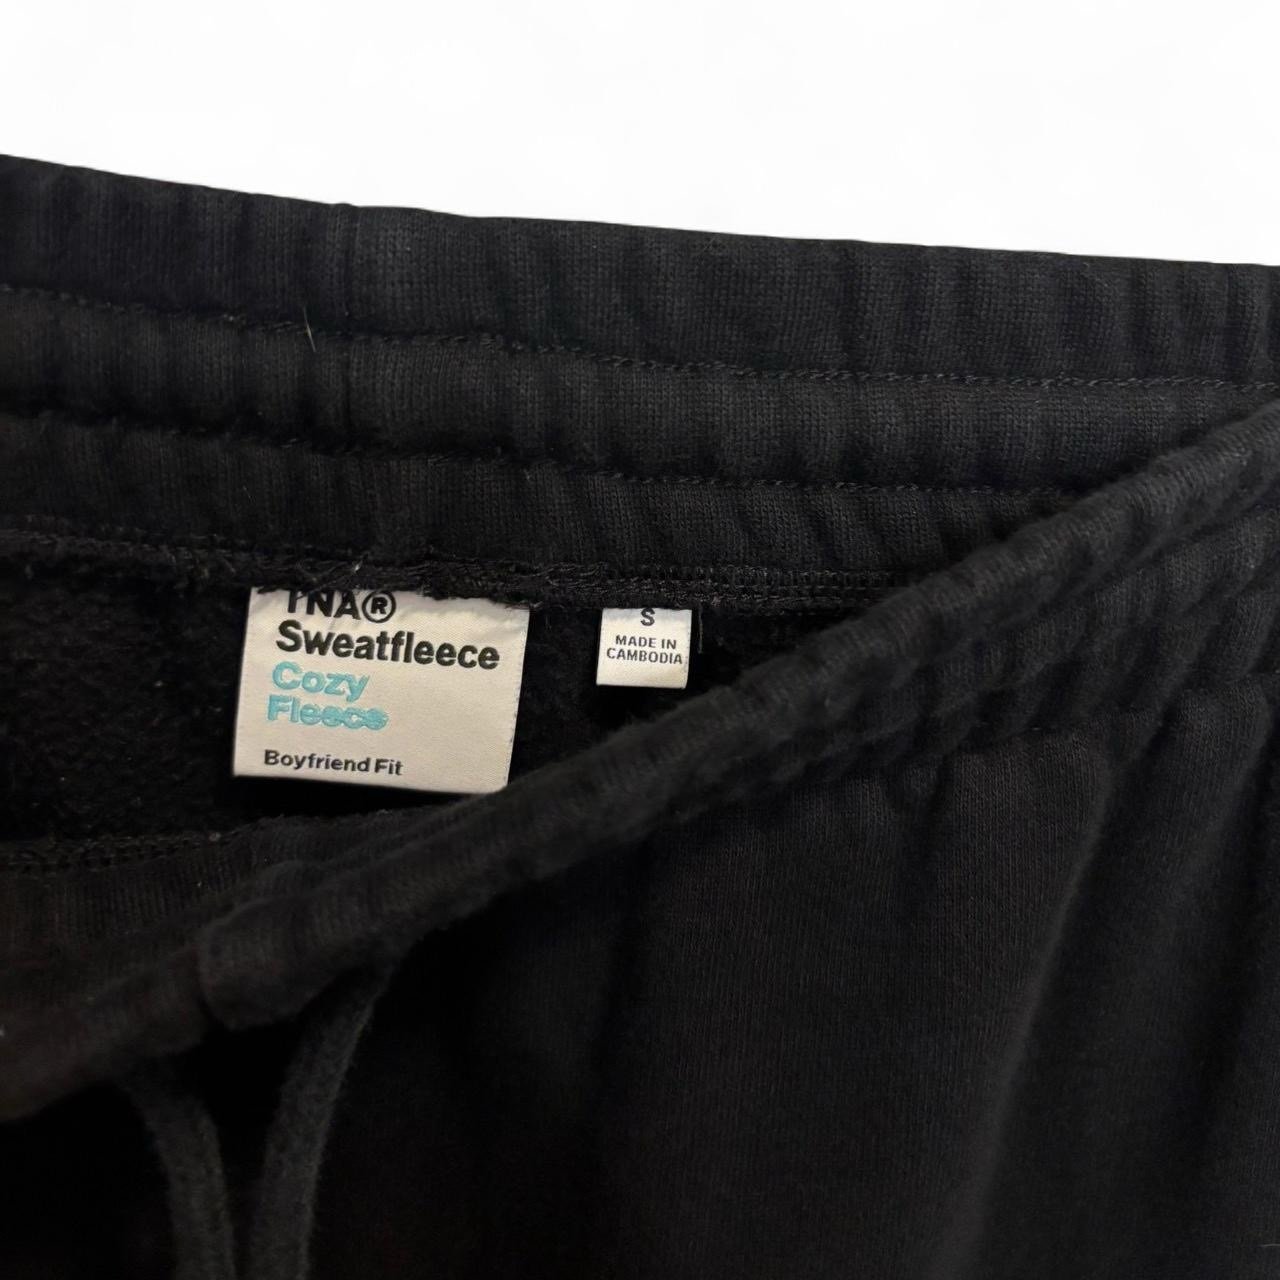 TNA®
Sweatfleece
Cozy
Fleece
Boyfriend Fit
S
MADE IN
CAMBODIA